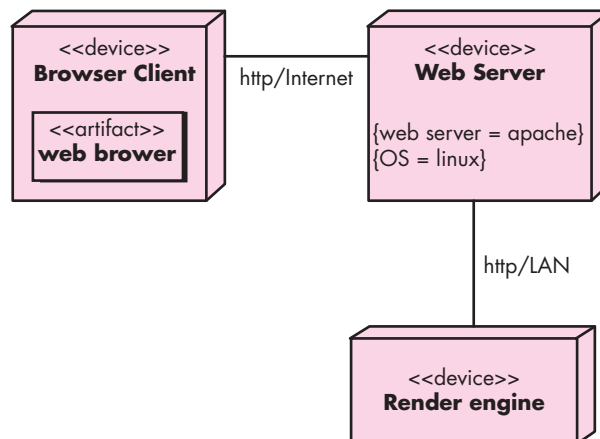 <<device>>
Browser Client
<<artifact>>
web brower
http/Internet
<<device>>
Web Server
{web server = apache}
{OS = linux}
http/LAN
<<device>>
Render engine